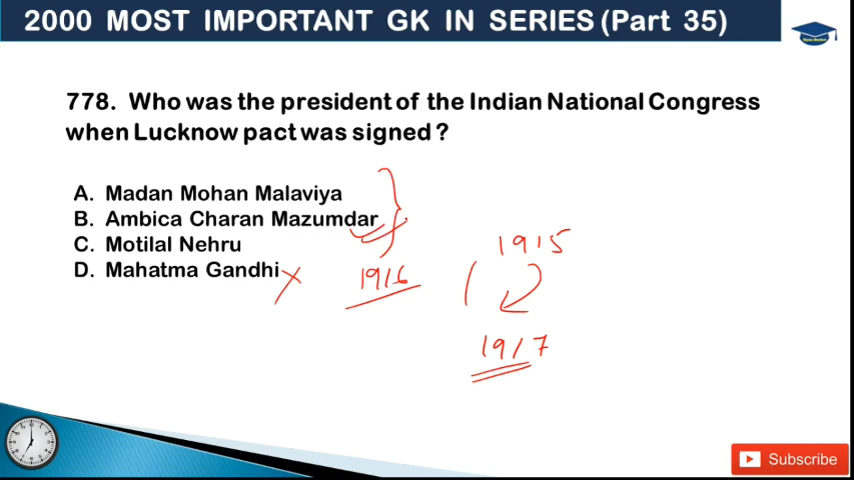 2000 MOST IMPORTANT GK IN SERIES (Part 35)
778. Who was the president of the Indian National Congress
when Lucknow pact was signed ?
A. Madan Mohan Malaviya
B. Ambica Charan Mazumdar
C. Motilal Nehru
D. Mahatma Gandhi
1916
1915
1917
Subscribe